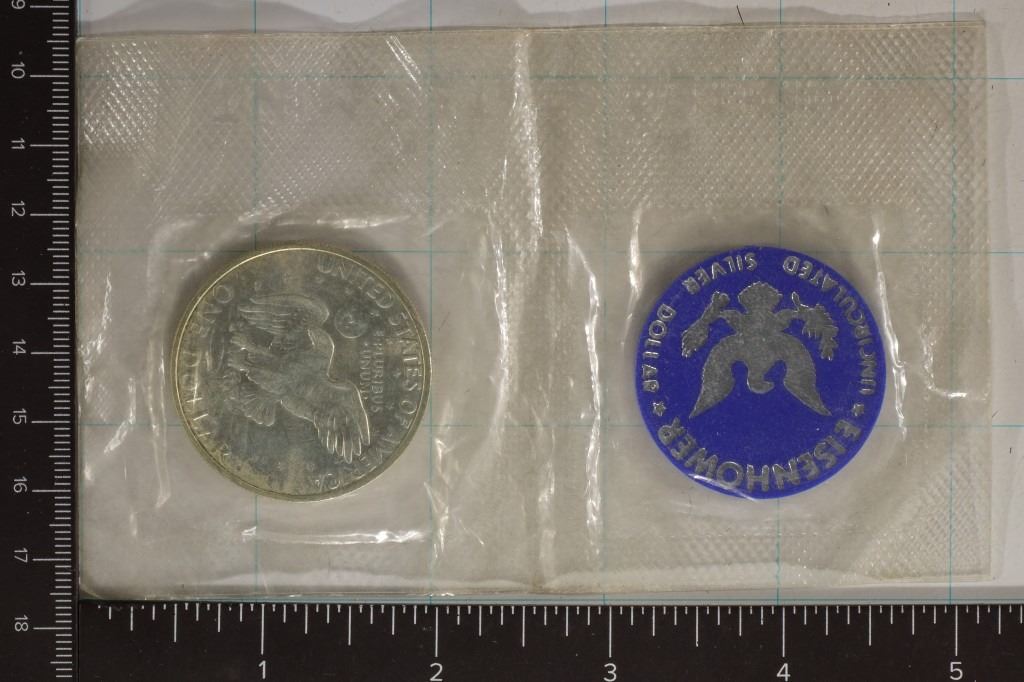 9
10
11
12
13
14
15
16
17
18
UNITED STATES OF AMERICA
E PLURIBUS
UNUM
ONE DOLLAR
EISENHOWER
★ UNCIRCULATED SILVER DOLLAR ★
1 2 3 4 5